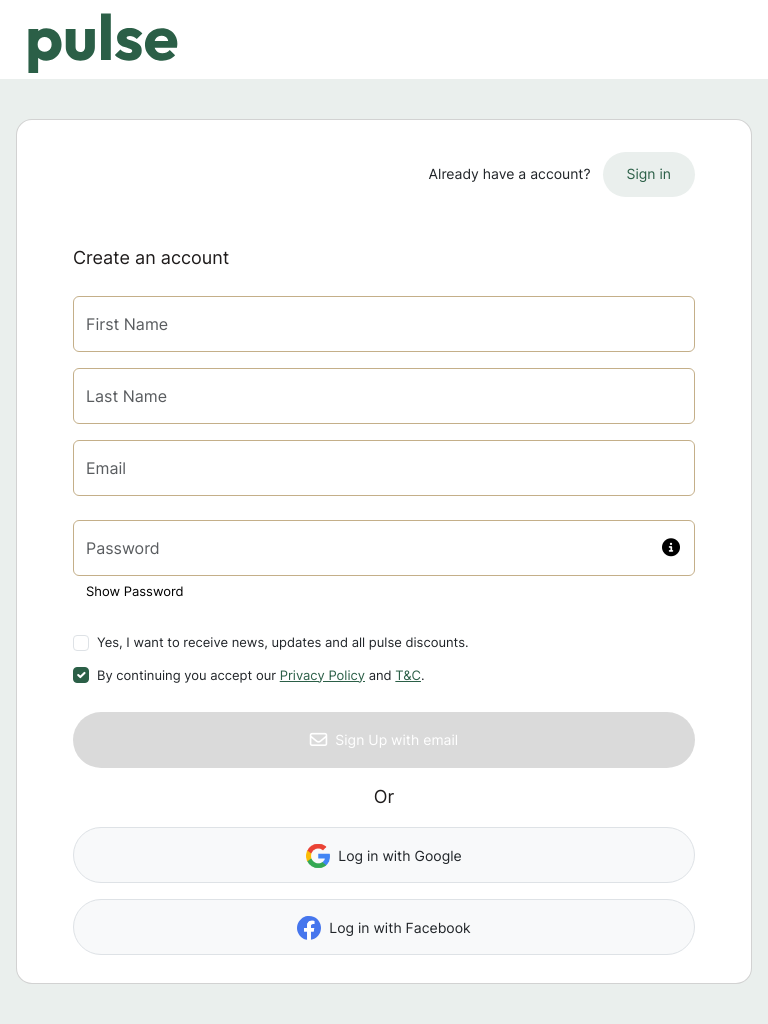 pulse
Already have a account? Sign in
Create an account
First Name
Last Name
Email
Password
Show Password
Yes, I want to receive news, updates and all pulse discounts.
By continuing you accept our Privacy Policy and T&C.
Sign Up with email
Or
Log in with Google
Log in with Facebook